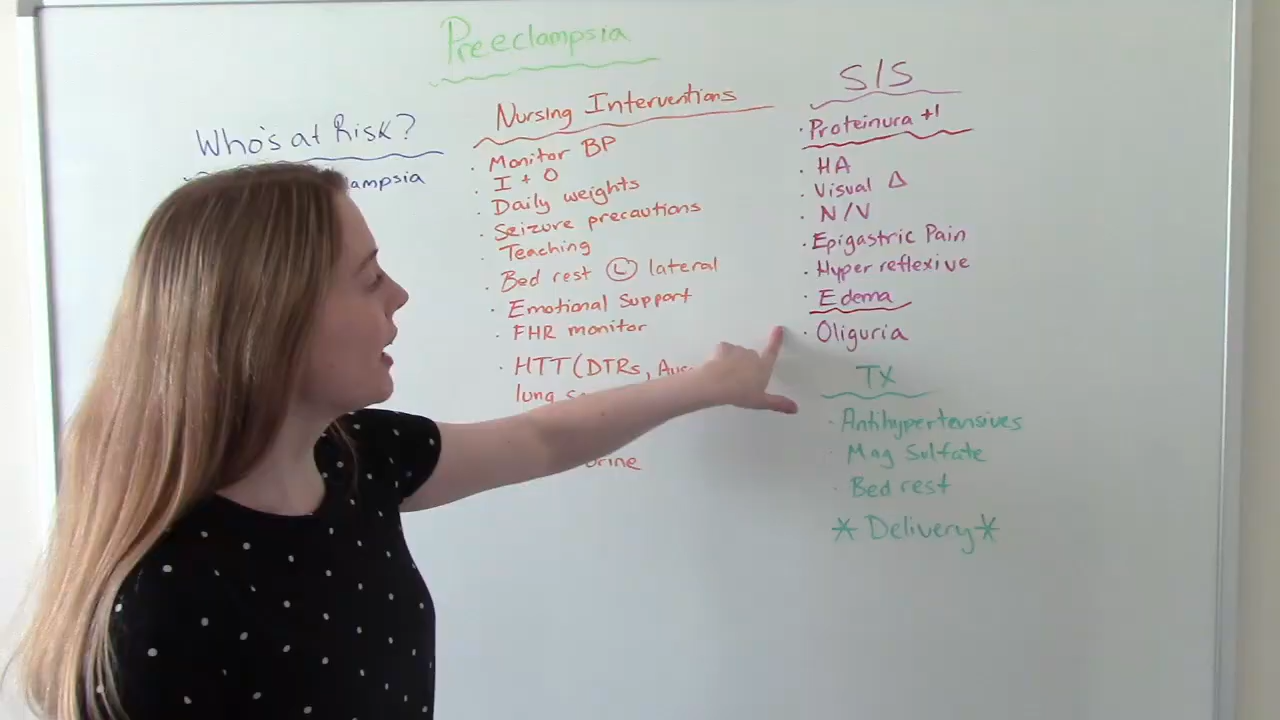 Preeclampsia
Who's at Risk?
lampsia
Nursing Interventions
· Monitor BP
· I + O
· Daily weights
· Seizure precautions
· Teaching
· Bed rest Ⓛ lateral
· Emotional Support
· FHR monitor
· HTT (DTRs,
lung
urine
S/S
· Proteinura +1
· HA
· Visual Δ
· N/V
· Epigastric Pain
· Hyper reflexive
· Edema
· Oliguria
TX
· Antihypertensives
· Mag Sulfate
· Bed rest
* Delivery *